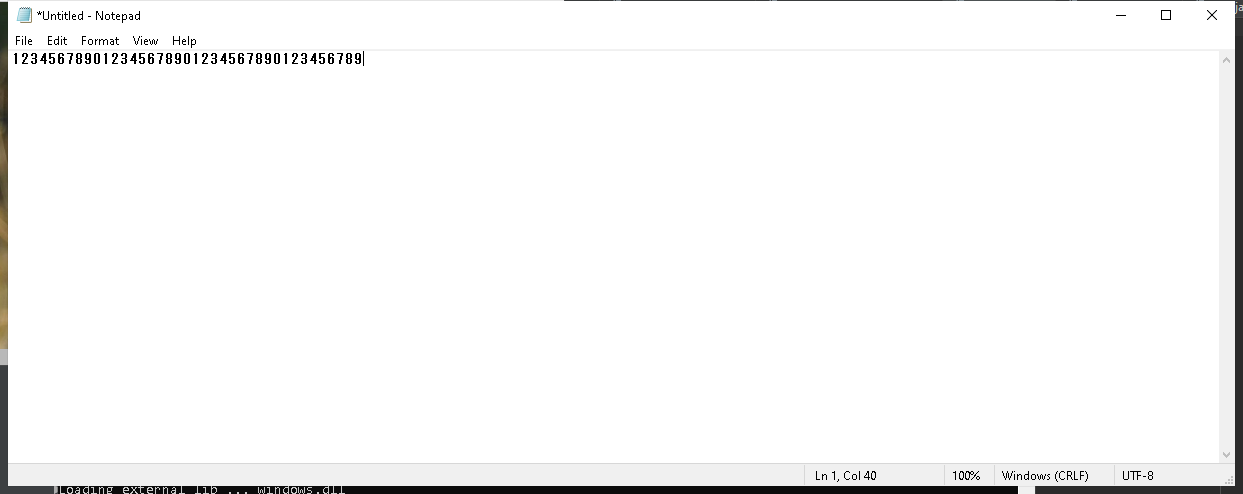 *Untitled - Notepad
File Edit Format View Help
123456789012345678901234567890123456789
Ln 1, Col 40 100% Windows (CRLF) UTF-8
Loading external lib ... windows.dll